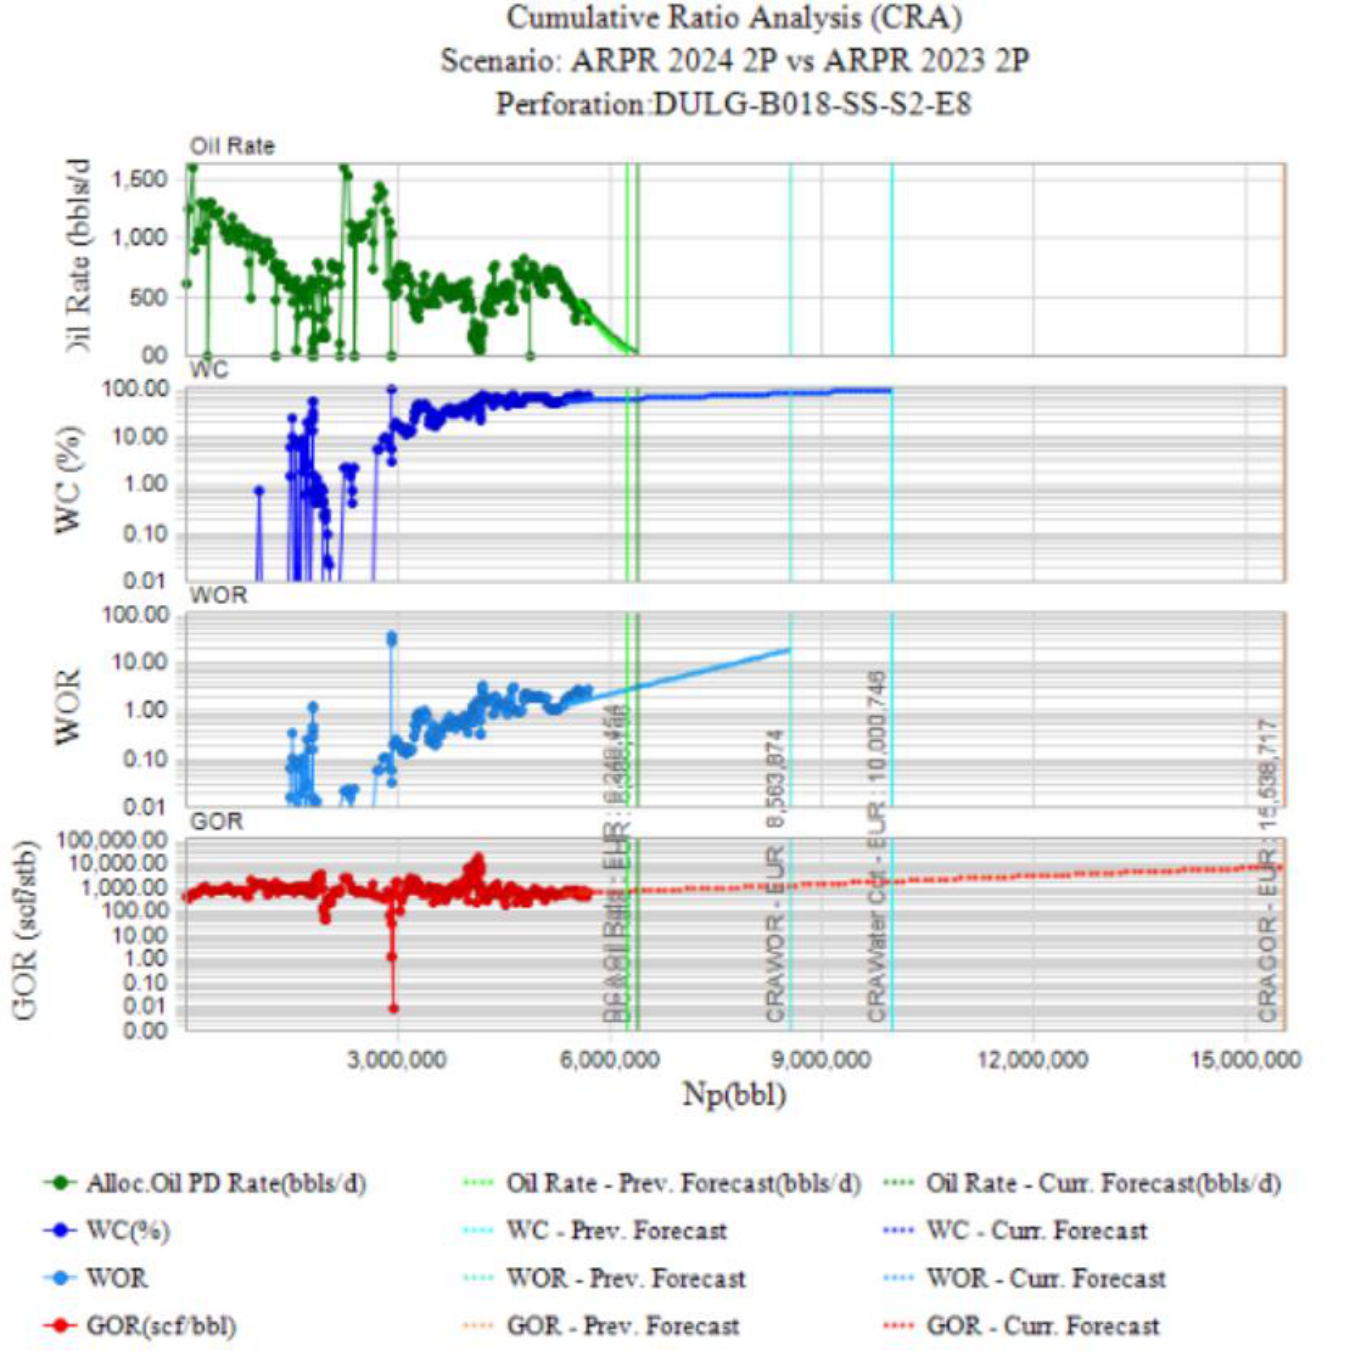 Cumulative Ratio Analysis (CRA)
Scenario: ARPR 2024 2P vs ARPR 2023 2P
Perforation:DULG-B018-SS-S2-E8
Oil Rate
Oil Rate (bbls/d
1,500
1,000
500
00
WC
WC (%)
100.00
10.00
1.00
0.10
0.01
WOR
WOR
100.00
10.00
1.00
0.10
0.01
GOR
GOR (scf/stb)
100,000.00
10,000.00
1,000.00
100.00
10.00
1.00
0.10
0.01
0.00
CRAWOR - EUR : 8,563,874
CRAWater Cut - EUR : 10,000,746
CRAGOR - EUR : 15,538,717
3,000,000
6,000,000
9,000,000
12,000,000
15,000,000
Np(bbl)
Alloc.Oil PD Rate(bbls/d)
Oil Rate - Prev. Forecast(bbls/d)
Oil Rate - Curr. Forecast(bbls/d)
WC(%)
WC - Prev. Forecast
WC - Curr. Forecast
WOR
WOR - Prev. Forecast
WOR - Curr. Forecast
GOR(scf/bbl)
GOR - Prev. Forecast
GOR - Curr. Forecast